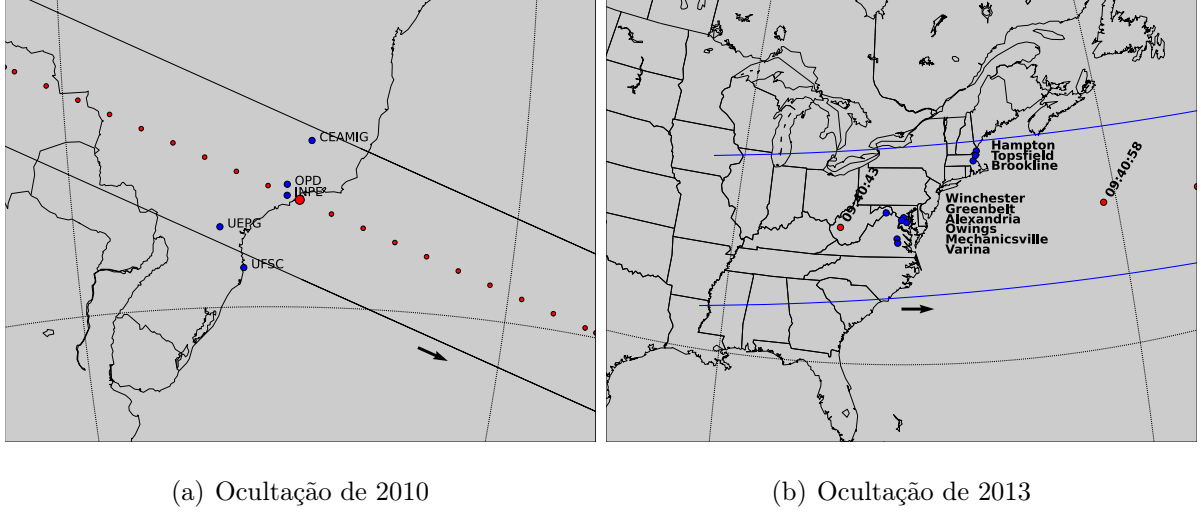 CEAMIG
OPD
INPE
UEPG
UFSC
09:40:43
09:40:58
Hampton
Topsfield
Brookline
Winchester
Greenbelt
Alexandria
Owings
Mechanicsville
Varina
(a) Ocultação de 2010
(b) Ocultação de 2013